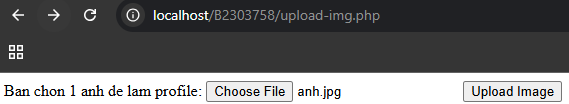 localhost/B2303758/upload-img.php
Ban chon 1 anh de lam profile: Choose File anh.jpg Upload Image